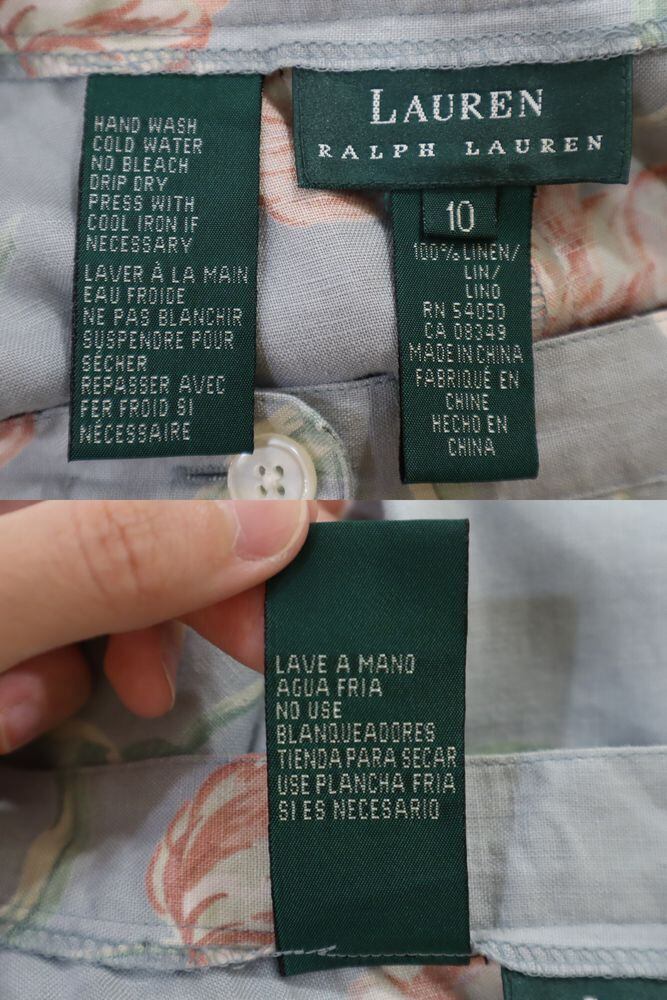 HAND WASH
COLD WATER
NO BLEACH
DRIP DRY
PRESS WITH
COOL IRON IF
NECESSARY
LAVER À LA MAIN
EAU FROIDE
NE PAS BLANCHIR
SUSPENDRE POUR
SÉCHER
REPASSER AVEC
FER FROID SI
NÉCESSAIRE
LAUREN
RALPH LAUREN
10
100% LINEN/
LIN/
LINO
RN 54050
CA 08349
MADE IN CHINA
FABRIQUÉ EN
CHINE
HECHO EN
CHINA
LAVE A MANO
AGUA FRIA
NO USE
BLANQUEADORES
TIENDA PARA SECAR
USE PLANCHA FRIA
SI ES NECESARIO